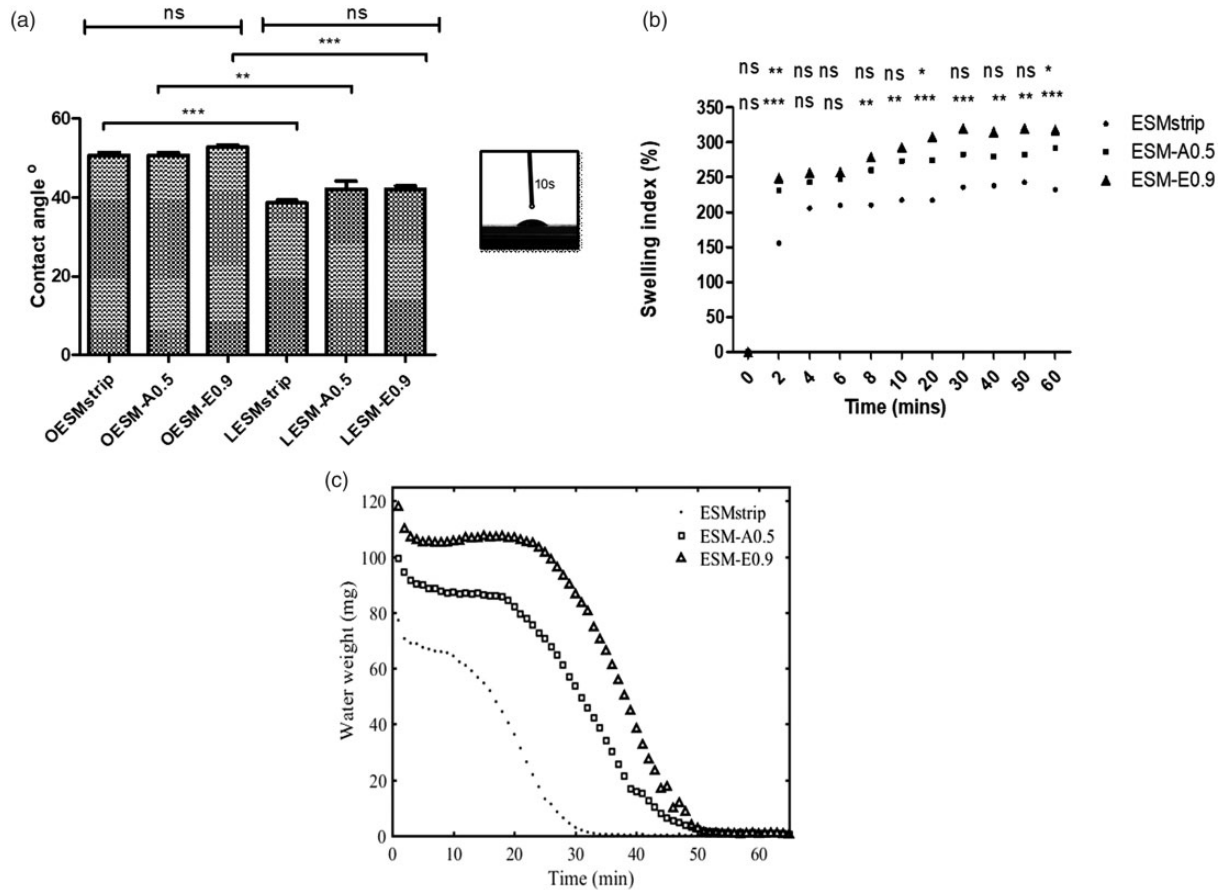 (a)
ns ns
***
**
***
Contact angle °
60
40
20
0
OESMstrip
OESM-A0.5
OESM-E0.9
LESMstrip
LESM-A0.5
LESM-E0.9
10s
(b)
ns ** ns ns ns ns * ns ns ns *
ns *** ns ns ** ** *** *** ** ** ***
Swelling index (%)
350
300
250
200
150
100
50
0
0 2 4 6 8 10 20 30 40 50 60
Time (mins)
ESMstrip
ESM-A0.5
ESM-E0.9
(c)
Water weight (mg)
120
100
80
60
40
20
0
0 10 20 30 40 50 60
Time (min)
ESMstrip
ESM-A0.5
ESM-E0.9